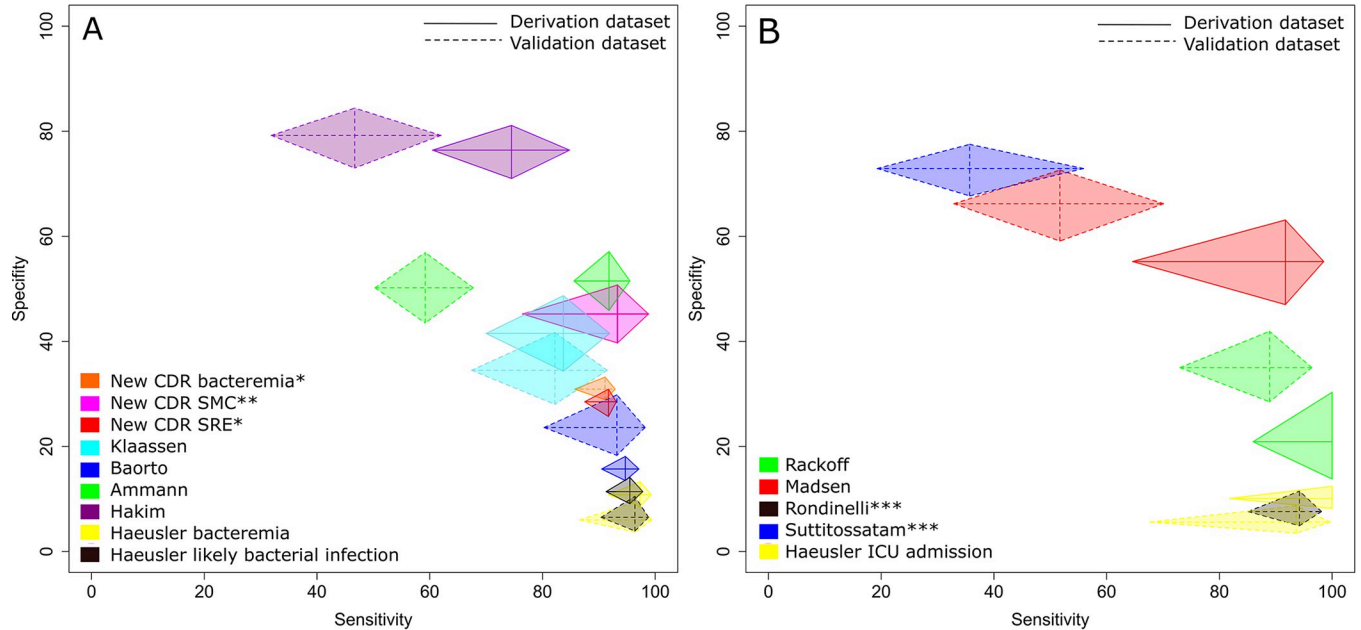 A
Derivation dataset
Validation dataset
100
80
60
40
20
0
Specifity
New CDR bacteremia*
New CDR SMC**
New CDR SRE*
Klaassen
Baorto
Ammann
Hakim
Haeusler bacteremia
Haeusler likely bacterial infection
0 20 40 60 80 100
Sensitivity
B
Derivation dataset
Validation dataset
100
80
60
40
20
0
Specifity
Rackoff
Madsen
Rondinelli***
Suttitossatam***
Haeusler ICU admission
0 20 40 60 80 100
Sensitivity